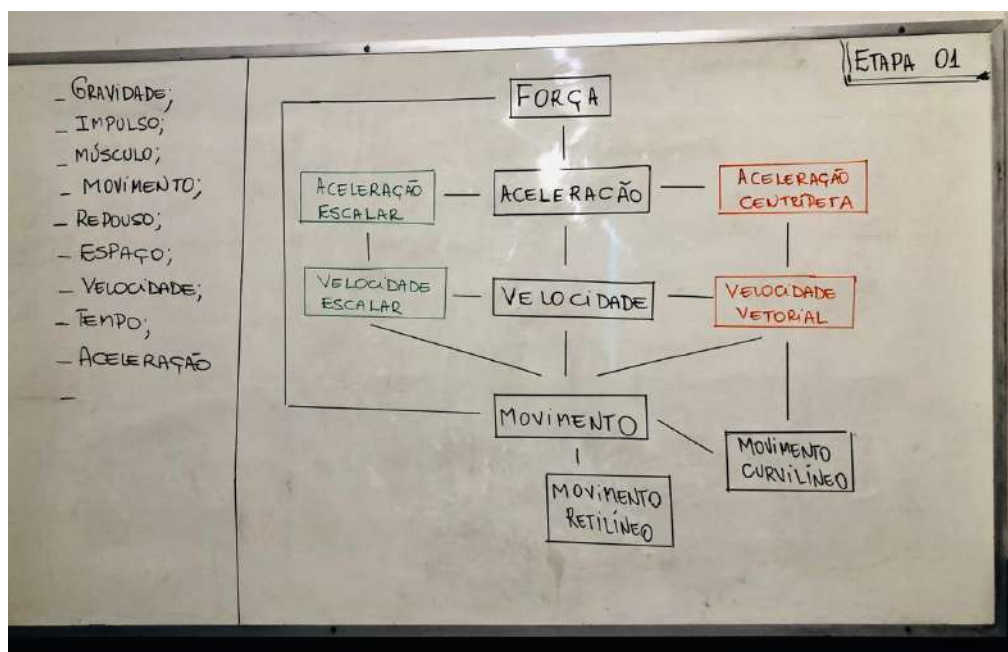 ETAPA 01
_ GRAVIDADE;
_ IMPULSO;
_ MÚSCULO;
_ MOVIMENTO;
_ REPOUSO;
_ ESPAÇO;
_ VELOCIDADE;
_ TEMPO;
_ ACELERAÇÃO
_
FORÇA
ACELERAÇÃO
ESCALAR
ACELERACÃO
ACELERAÇÃO
CENTRÍPETA
VELOCIDADE
ESCALAR
VELOCIDADE
VELOCIDADE
VETORIAL
MOVIMENTO
MOVIMENTO
CURVILÍNEO
MOVIMENTO
RETILÍNEO